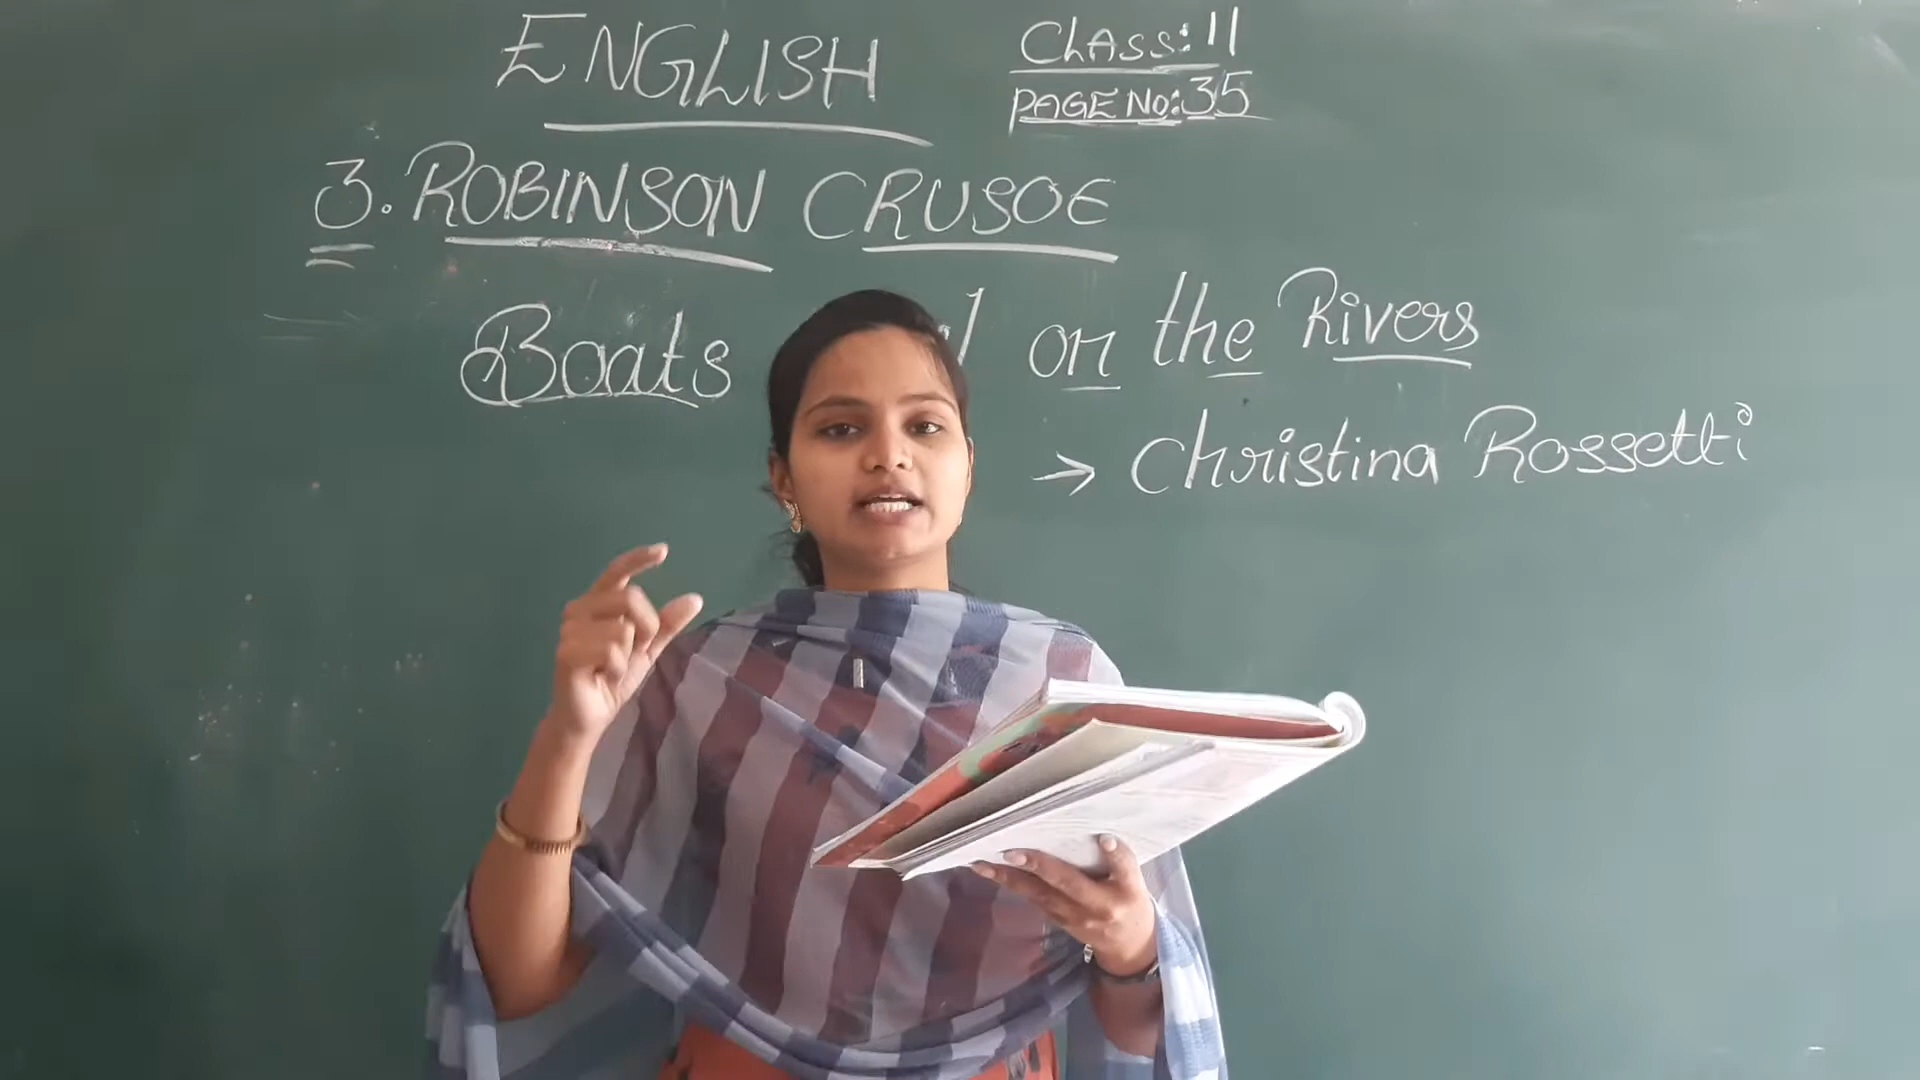 ENGLISH
CLASS: 11
PAGE NO: 35
3. ROBINSON CRUSOE
Boats on the Rivers
→ Christina Rossetti